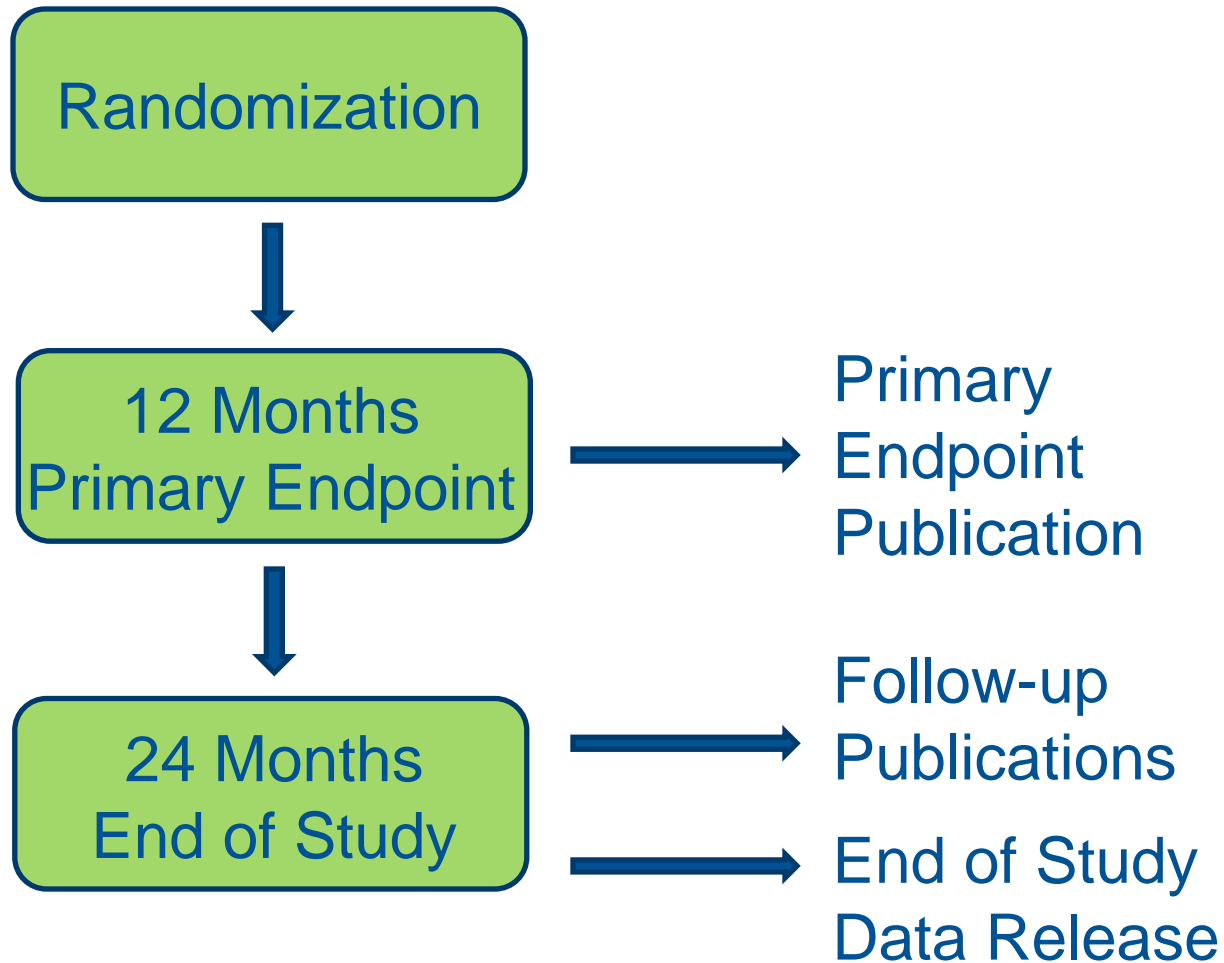 Randomization
12 Months
Primary Endpoint
Primary
Endpoint
Publication
24 Months
End of Study
Follow-up
Publications
End of Study
Data Release